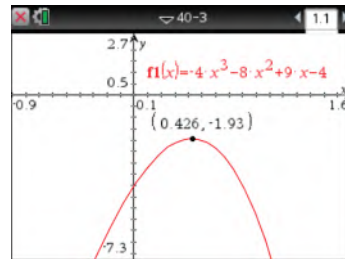 40-3
1.1
2.7 y
f1(x)=-4·x³-8·x²+9·x-4
0.5
-0.9 0.1 1.6
(0.426,-1.93)
-7.3